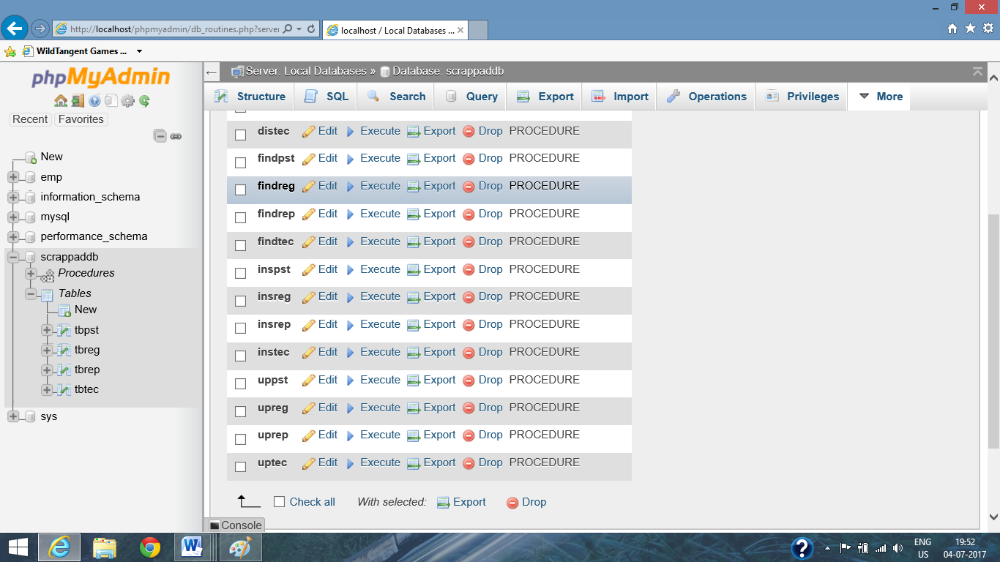 http://localhost/phpmyadmin/db_routines.php?server
localhost / Local Databases ...
WildTangent Games ...
phpMyAdmin
Recent Favorites
New
emp
information_schema
mysql
performance_schema
scrappaddb
Procedures
Tables
New
tbpst
tbreg
tbrep
tbtec
sys
Server: Local Databases » Database: scrappaddb
Structure SQL Search Query Export Import Operations Privileges More
distec Edit Execute Export Drop PROCEDURE
findpst Edit Execute Export Drop PROCEDURE
findreg Edit Execute Export Drop PROCEDURE
findrep Edit Execute Export Drop PROCEDURE
findtec Edit Execute Export Drop PROCEDURE
inspst Edit Execute Export Drop PROCEDURE
insreg Edit Execute Export Drop PROCEDURE
insrep Edit Execute Export Drop PROCEDURE
instec Edit Execute Export Drop PROCEDURE
uppst Edit Execute Export Drop PROCEDURE
upreg Edit Execute Export Drop PROCEDURE
uprep Edit Execute Export Drop PROCEDURE
uptec Edit Execute Export Drop PROCEDURE
Check all With selected: Export Drop
Console
ENG 19:52
US 04-07-2017